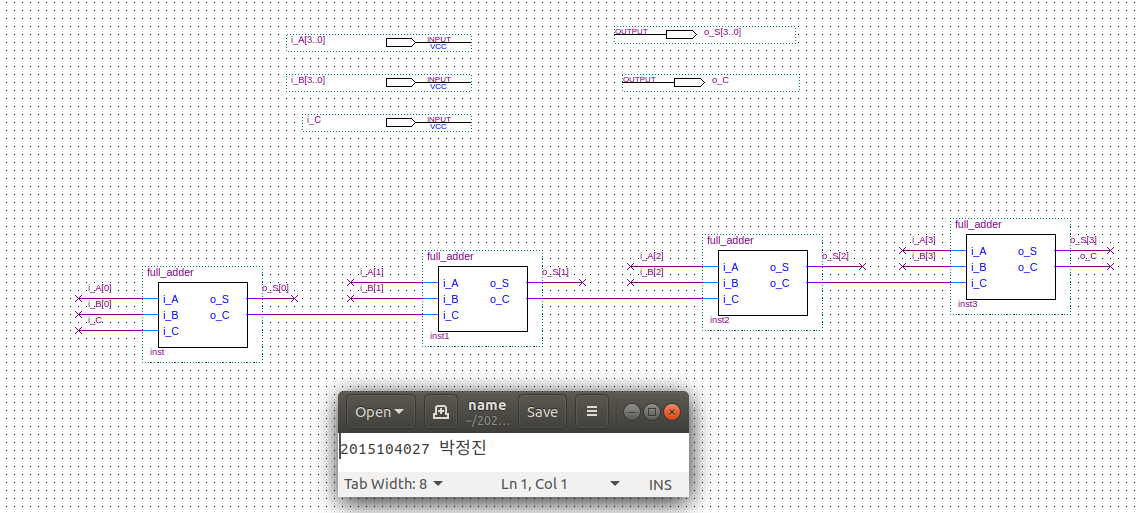 i_A[3..0] INPUT VCC
i_B[3..0] INPUT VCC
i_C INPUT VCC
OUTPUT o_S[3..0]
OUTPUT o_C
full_adder
i_A[0] i_A o_S o_S[0]
i_B[0] i_B o_C
i_C i_C
inst
full_adder
i_A[1] i_A o_S o_S[1]
i_B[1] i_B o_C
i_C
inst1
full_adder
i_A[2] i_A o_S o_S[2]
i_B[2] i_B o_C
i_C
inst2
full_adder
i_A[3] i_A o_S o_S[3]
i_B[3] i_B o_C o_C
i_C
inst3
Open name Save
~/202...
2015104027 박정진
Tab Width: 8 Ln 1, Col 1 INS